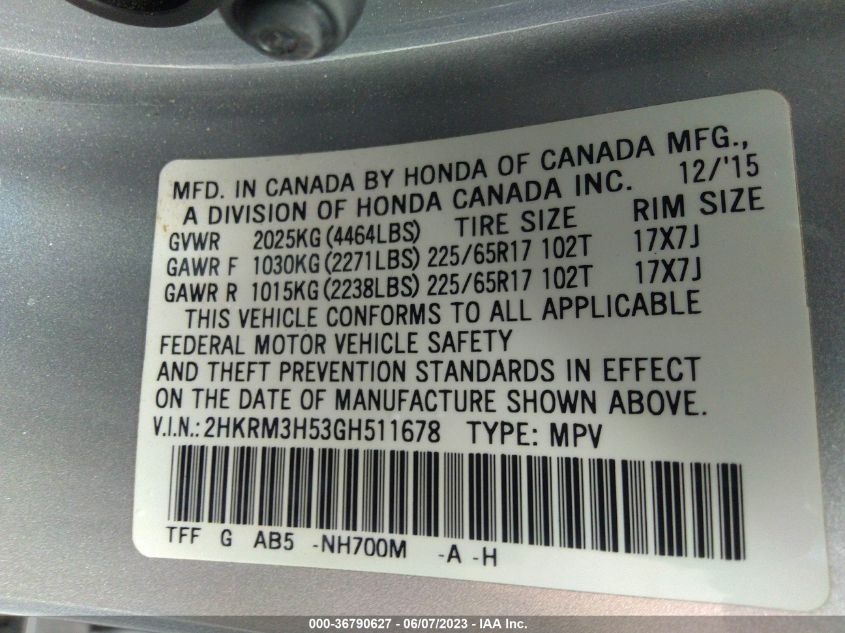 MFD. IN CANADA BY HONDA OF CANADA MFG.,
A DIVISION OF HONDA CANADA INC. 12/'15
GVWR 2025KG(4464LBS) TIRE SIZE RIM SIZE
GAWR F 1030KG(2271LBS) 225/65R17 102T 17X7J
GAWR R 1015KG(2238LBS) 225/65R17 102T 17X7J
THIS VEHICLE CONFORMS TO ALL APPLICABLE
FEDERAL MOTOR VEHICLE SAFETY
AND THEFT PREVENTION STANDARDS IN EFFECT
ON THE DATE OF MANUFACTURE SHOWN ABOVE.
V.I.N.:2HKRM3H53GH511678 TYPE: MPV
TFF G AB5 -NH700M -A -H
000-36790627 - 06/07/2023 - IAA Inc.